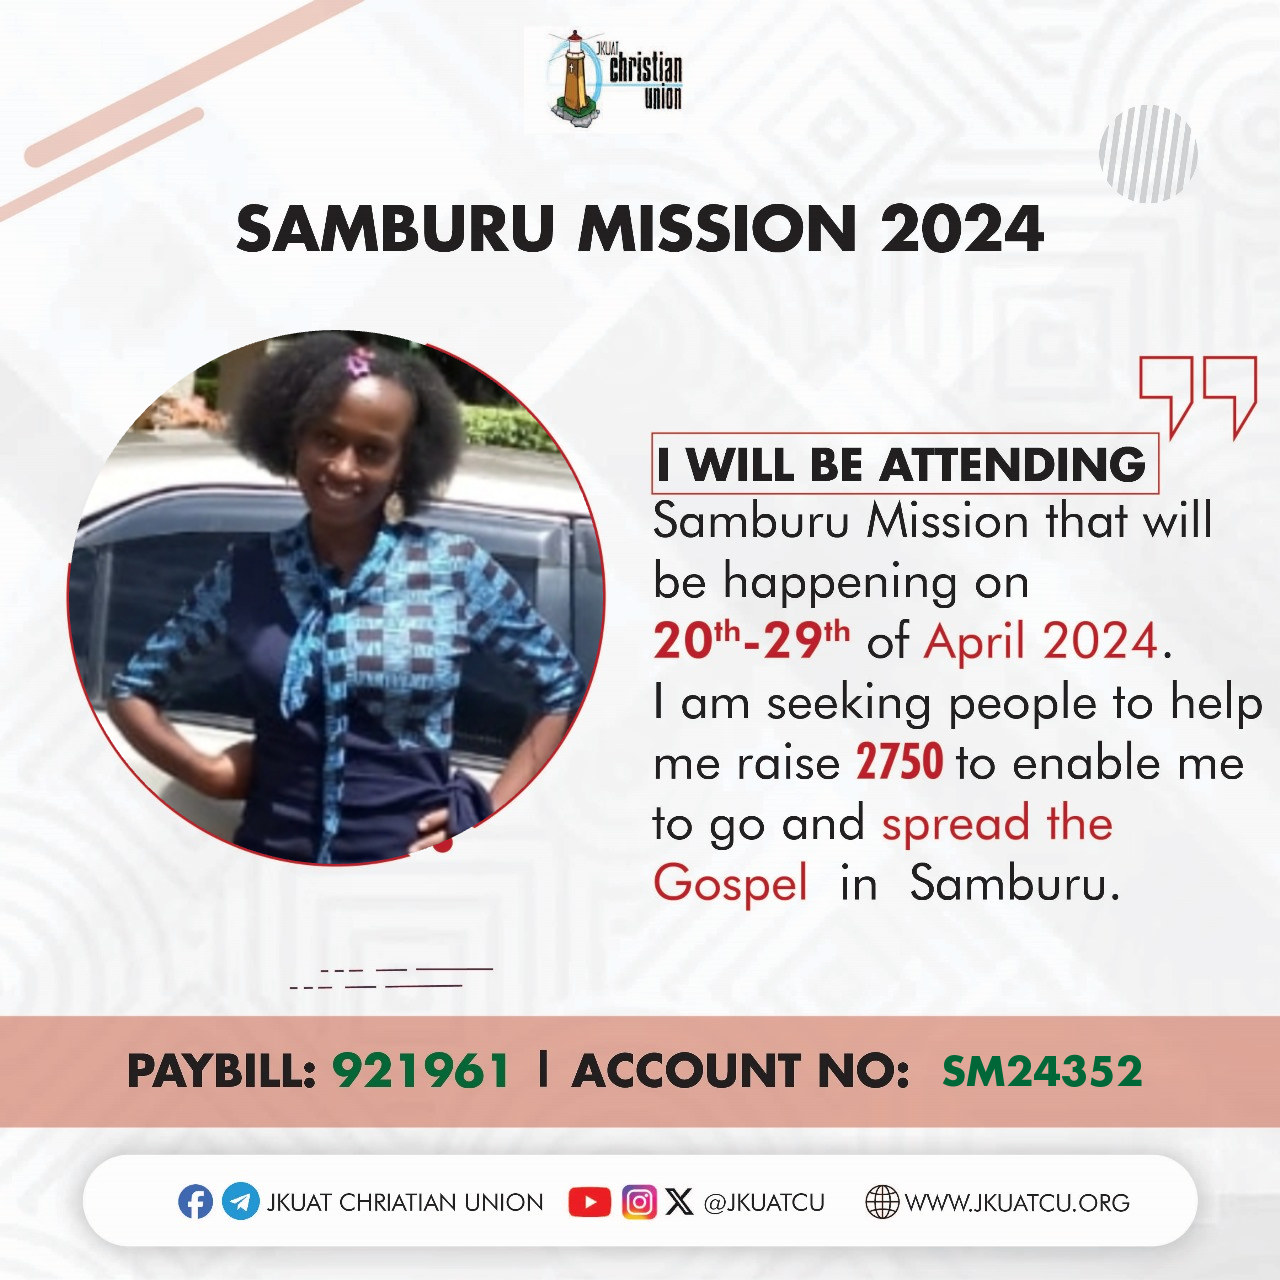 JKUAT
christian
union
SAMBURU MISSION 2024
I WILL BE ATTENDING
Samburu Mission that will
be happening on
20th-29th of April 2024.
I am seeking people to help
me raise 2750 to enable me
to go and spread the
Gospel in Samburu.
PAYBILL: 921961 | ACCOUNT NO: SM24352
JKUAT CHRIATIAN UNION @JKUATCU WWW.JKUATCU.ORG